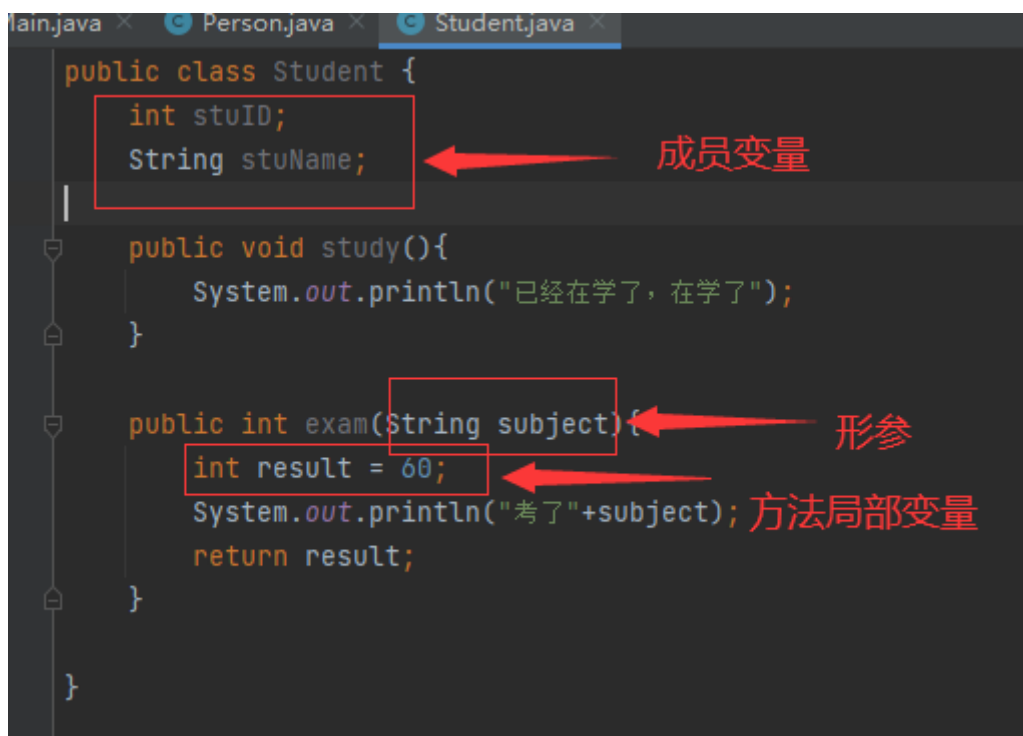 Main.java × C Person.java × C Student.java ×
public class Student {
int stuID;
String stuName;
成员变量
public void study(){
System.out.println("已经在学了，在学了");
}
public int exam(String subject){
形参
int result = 60;
System.out.println("考了"+subject);
方法局部变量
return result;
}
}